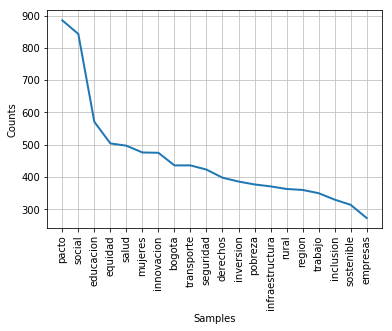 900
800
700
600
500
400
300
Counts
pacto
social
educacion
equidad
salud
mujeres
innovacion
bogota
transporte
seguridad
derechos
inversion
pobreza
infraestructura
rural
region
trabajo
inclusion
sostenible
empresas
Samples